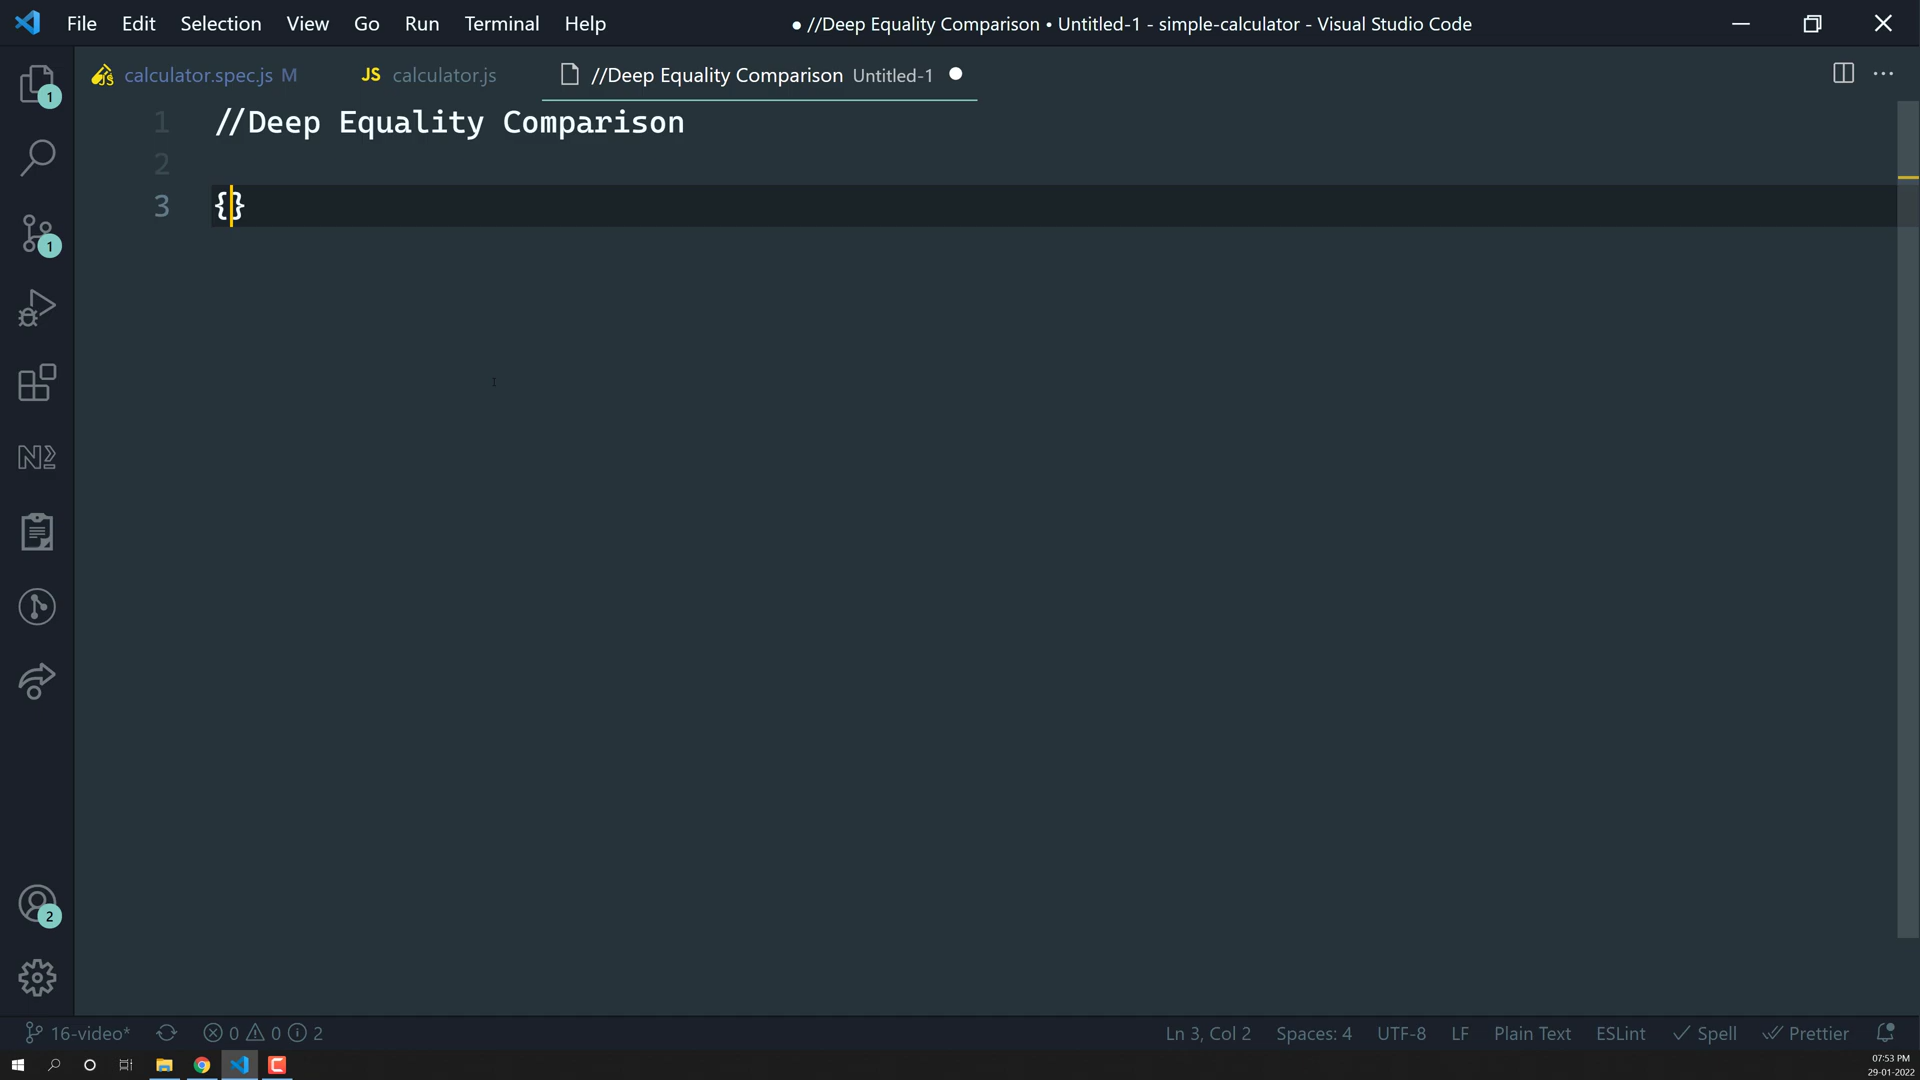 File Edit Selection View Go Run Terminal Help
● //Deep Equality Comparison • Untitled-1 - simple-calculator - Visual Studio Code
calculator.spec.js M
JS calculator.js
//Deep Equality Comparison Untitled-1
1 //Deep Equality Comparison
2
3 {}
1
1
2
16-video* 0 0 2
Ln 3, Col 2 Spaces: 4 UTF-8 LF Plain Text ESLint Spell Prettier
07:53 PM
29-01-2022